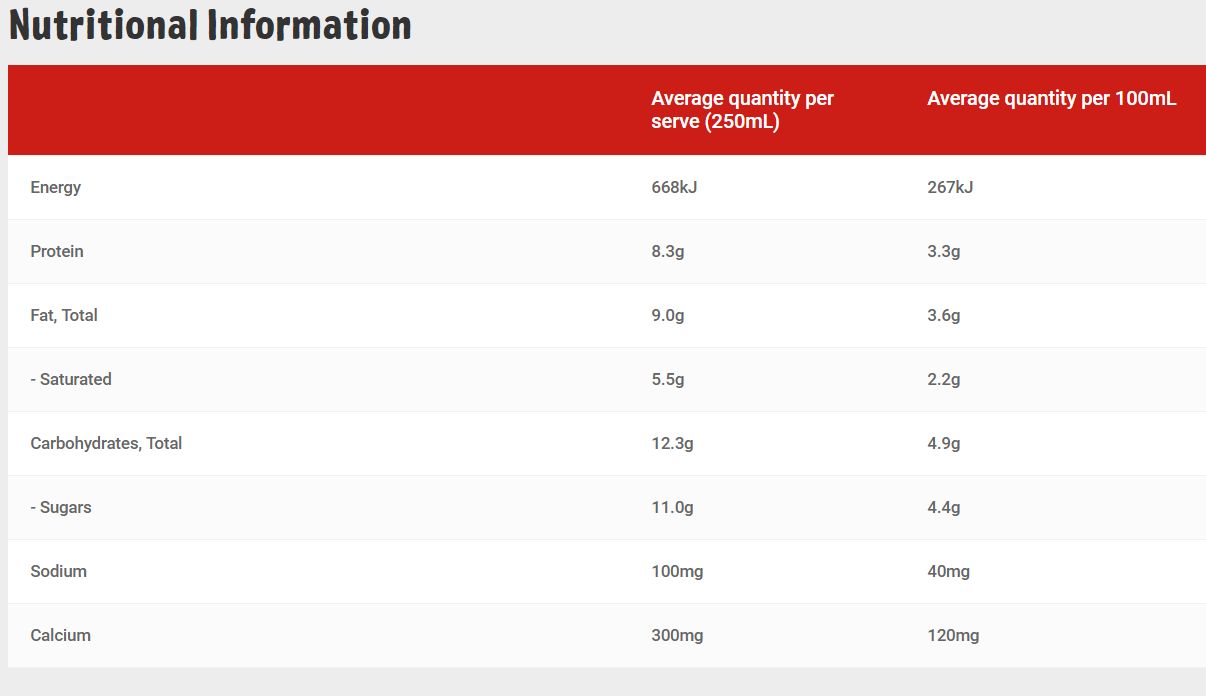 Nutritional Information
Average quantity per serve (250mL) Average quantity per 100mL
Energy 668kJ 267kJ
Protein 8.3g 3.3g
Fat, Total 9.0g 3.6g
- Saturated 5.5g 2.2g
Carbohydrates, Total 12.3g 4.9g
- Sugars 11.0g 4.4g
Sodium 100mg 40mg
Calcium 300mg 120mg